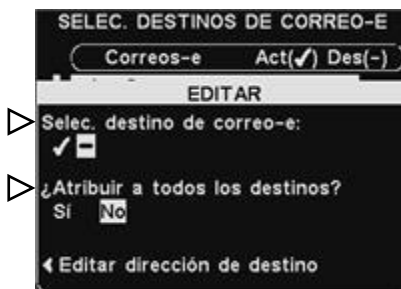 SELEC. DESTINOS DE CORREO-E
Correos-e Act(✓) Des(-)
EDITAR
Selec. destino de correo-e:
✓ -
¿Atribuir a todos los destinos?
Sí No
Editar dirección de destino